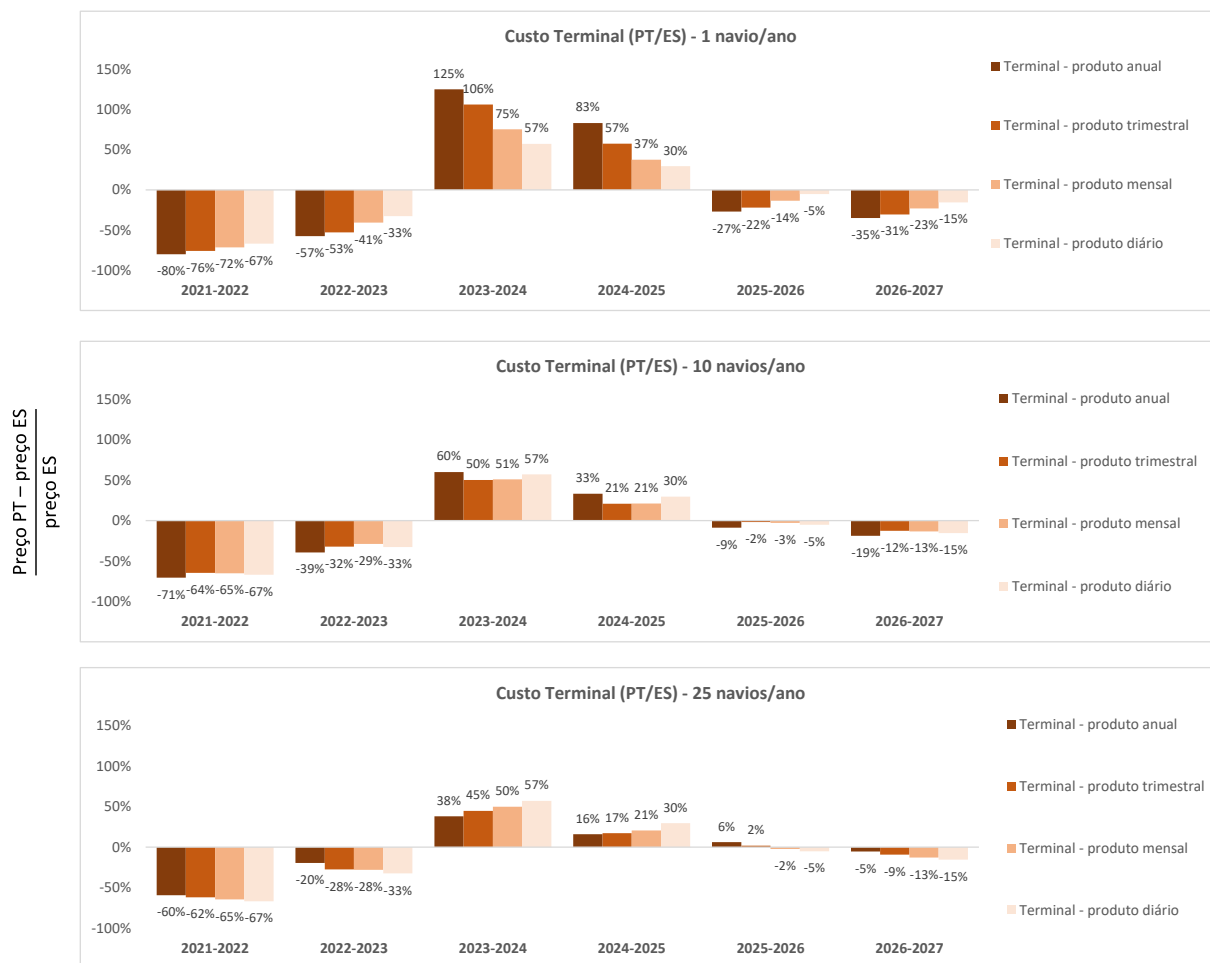 Custo Terminal (PT/ES) - 1 navio/ano
150%
100%
50%
0%
-50%
-100%
125%
106%
75%
57%
83%
57%
37%
30%
-80% -76% -72% -67%
-57% -53% -41% -33%
-27% -22% -14% -5%
-35% -31% -23% -15%
2021-2022 2022-2023 2023-2024 2024-2025 2025-2026 2026-2027
Terminal - produto anual
Terminal - produto trimestral
Terminal - produto mensal
Terminal - produto diário
Preço PT – preço ES
preço ES
Custo Terminal (PT/ES) - 10 navios/ano
150%
100%
50%
0%
-50%
-100%
60% 50% 51% 57%
33% 21% 21% 30%
-71% -64% -65% -67%
-39% -32% -29% -33%
-9% -2% -3% -5%
-19% -12% -13% -15%
2021-2022 2022-2023 2023-2024 2024-2025 2025-2026 2026-2027
Terminal - produto anual
Terminal - produto trimestral
Terminal - produto mensal
Terminal - produto diário
Custo Terminal (PT/ES) - 25 navios/ano
150%
100%
50%
0%
-50%
-100%
38% 45% 50% 57%
16% 17% 21% 30%
6% 2% -2% -5%
-60% -62% -65% -67%
-20% -28% -28% -33%
-5% -9% -13% -15%
2021-2022 2022-2023 2023-2024 2024-2025 2025-2026 2026-2027
Terminal - produto anual
Terminal - produto trimestral
Terminal - produto mensal
Terminal - produto diário